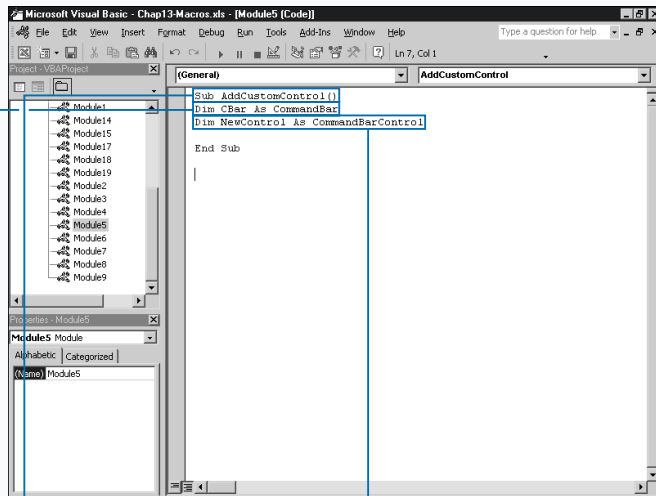 Microsoft Visual Basic - Chap13-Macros.xls - [Module5 (Code)]
File Edit View Insert Format Debug Run Tools Add-Ins Window Help
Type a question for help
Ln 7, Col 1
Project - VBAProject
(General)
AddCustomControl
Module1
Module14
Module15
Module17
Module18
Module19
Module2
Module3
Module4
Module5
Module6
Module7
Module8
Module9
Sub AddCustomControl()
Dim CBar As CommandBar
Dim NewControl As CommandBarControl
End Sub
Properties - Module5
Module5 Module
Alphabetic Categorized
(Name) Module5